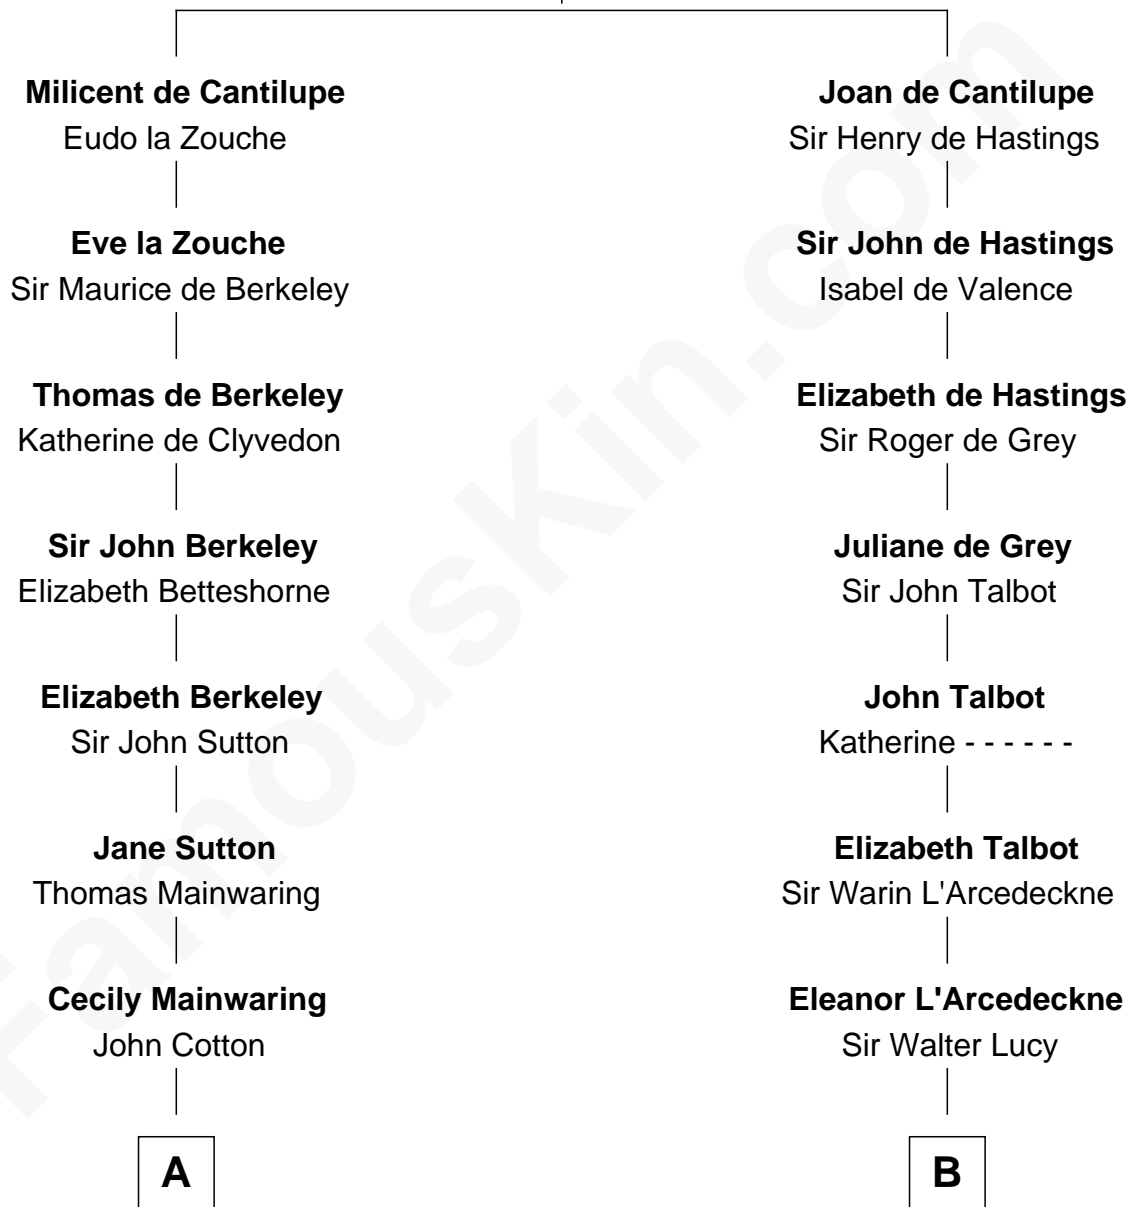 Milicent de Cantilupe
Eudo la Zouche
Eve la Zouche
Sir Maurice de Berkeley
Thomas de Berkeley
Katherine de Clyvedon
Sir John Berkeley
Elizabeth Betteshorne
Elizabeth Berkeley
Sir John Sutton
Jane Sutton
Thomas Mainwaring
Cecily Mainwaring
John Cotton
A
Joan de Cantilupe
Sir Henry de Hastings
Sir John de Hastings
Isabel de Valence
Elizabeth de Hastings
Sir Roger de Grey
Juliane de Grey
Sir John Talbot
John Talbot
Katherine - - - - - -
Elizabeth Talbot
Sir Warin L'Arcedeckne
Eleanor L'Arcedeckne
Sir Walter Lucy
B
FamousKin.com